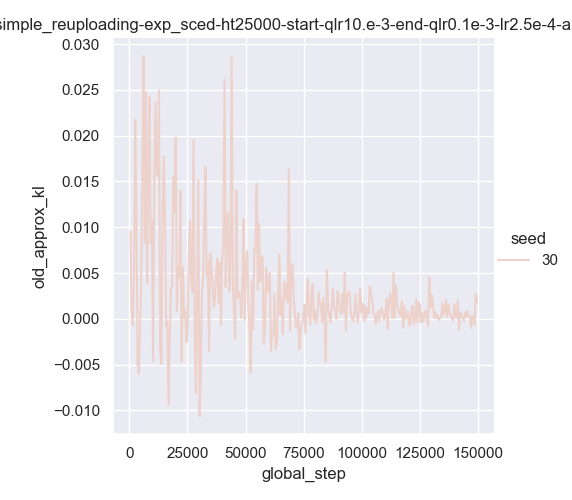 simple_reuploading-exp_sced-ht25000-start-qlr10.e-3-end-qlr0.1e-3-lr2.5e-4-a
0.030
0.025
0.020
0.015
0.010
0.005
0.000
−0.005
−0.010
old_approx_kl
0 25000 50000 75000 100000 125000 150000
global_step
seed
30